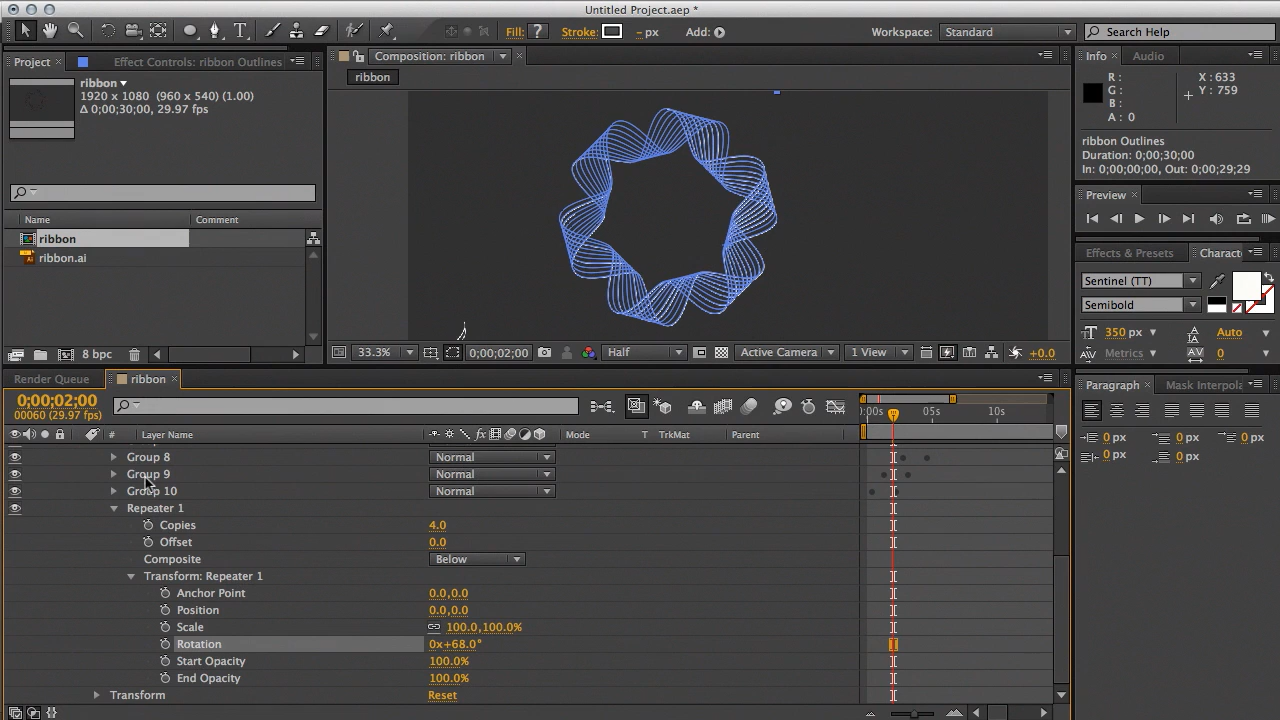 Untitled Project.aep *
Fill: ? Stroke: - px Add:
Workspace: Standard
Search Help
Project
Effect Controls: ribbon Outlines
ribbon
1920 x 1080 (960 x 540) (1.00)
Δ 0;00;30;00, 29.97 fps
Name Comment
ribbon
ribbon.ai
8 bpc
Composition: ribbon
ribbon
33.3% 0;00;02;00 Half Active Camera 1 View +0.0
Info Audio
R :
G :
B :
A : 0
X : 633
Y : 759
ribbon Outlines
Duration: 0;00;30;00
In: 0;00;00;00, Out: 0;00;29;29
Preview
Effects & Presets Charact
Sentinel (TT)
Semibold
350 px Auto
Metrics 0
Paragraph Mask Interpola
0 px 0 px 0 px
0 px 0 px
Render Queue ribbon
0;00;02;00
00060 (29.97 fps)
0:00s 05s 10s
# Layer Name fx Mode T TrkMat Parent
Group 8 Normal
Group 9 Normal
Group 10 Normal
Repeater 1
Copies 4.0
Offset 0.0
Composite Below
Transform: Repeater 1
Anchor Point 0.0,0.0
Position 0.0,0.0
Scale 100.0,100.0%
Rotation 0x+68.0°
Start Opacity 100.0%
End Opacity 100.0%
Transform Reset